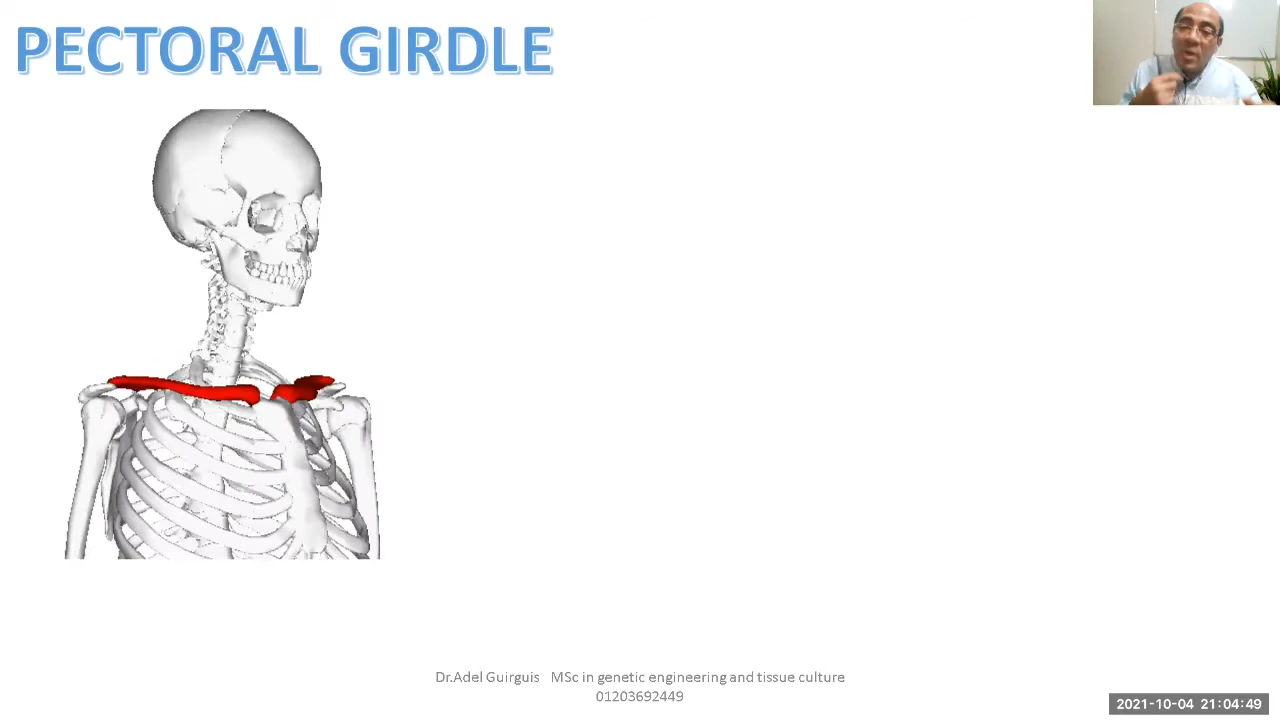 PECTORAL GIRDLE
Dr.Adel Guirguis MSc in genetic engineering and tissue culture
01203692449
2021-10-04 21:04:49